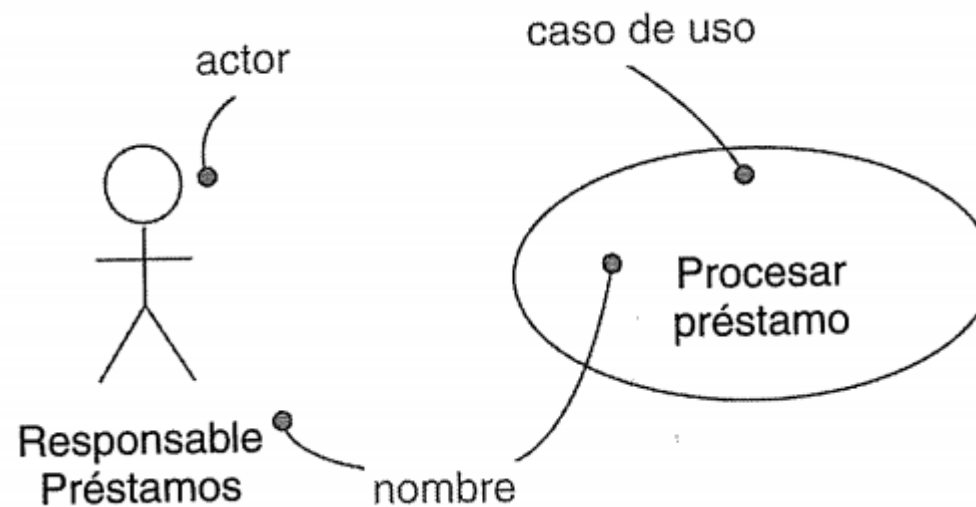 caso de uso
actor
Procesar
préstamo
Responsable
Préstamos
nombre